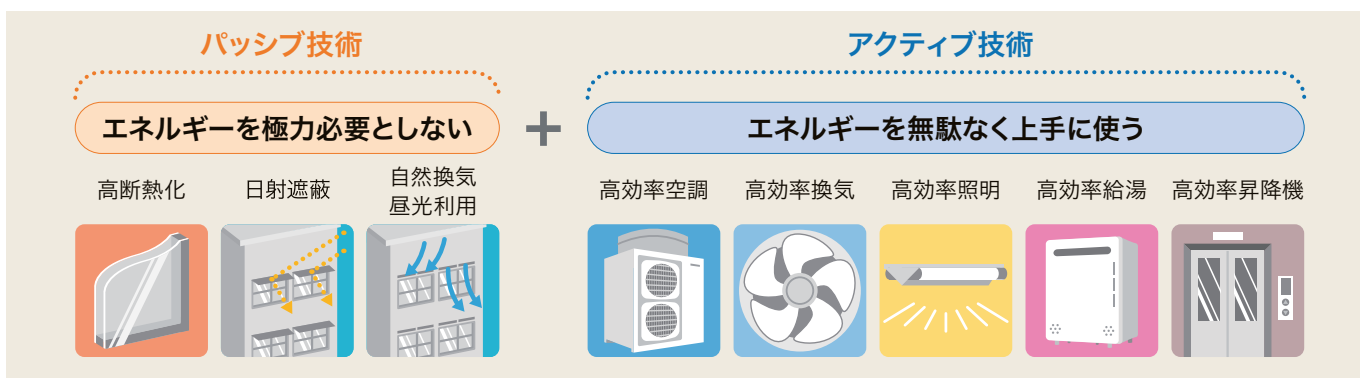 パッシブ技術
アクティブ技術
エネルギーを極力必要としない
+
エネルギーを無駄なく上手に使う
高断熱化
日射遮蔽
自然換気
昼光利用
高効率空調
高効率換気
高効率照明
高効率給湯
高効率昇降機